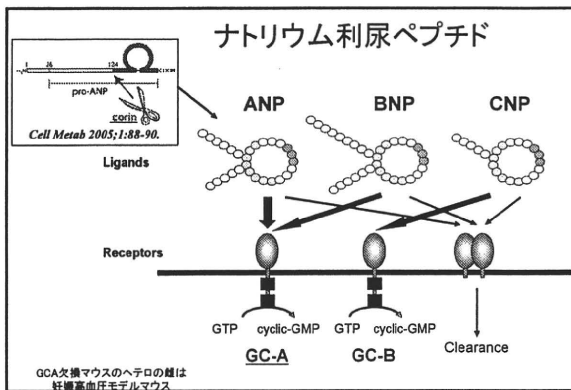 ナトリウム利尿ペプチド
1 26 124
pro-ANP
corin
Cell Metab 2005;1:88-90.
ANP BNP CNP
Ligands
Receptors
GTP cyclic-GMP GTP cyclic-GMP
GC-A GC-B Clearance
GCA欠損マウスのヘテロの雌は
妊娠高血圧モデルマウス